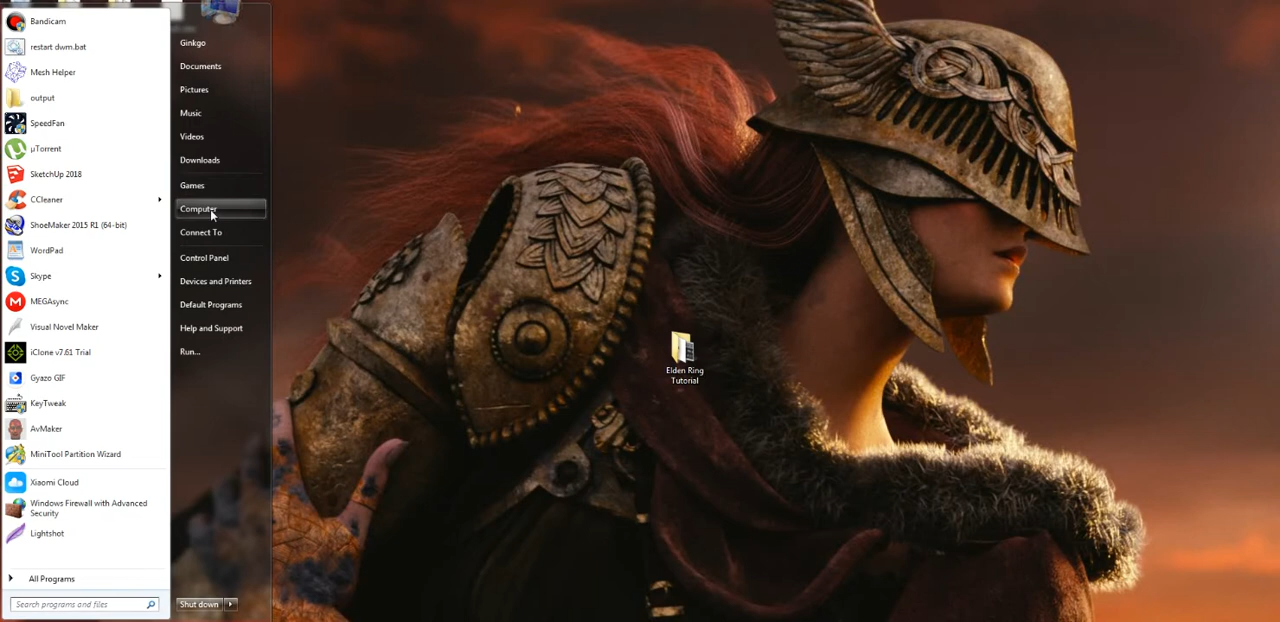 Bandicam
restart dwm.bat
Mesh Helper
output
SpeedFan
µTorrent
SketchUp 2018
CCleaner
ShoeMaker 2015 R1 (64-bit)
WordPad
Skype
MEGAsync
Visual Novel Maker
iClone v7.61 Trial
Gyazo GIF
KeyTweak
AvMaker
MiniTool Partition Wizard
Xiaomi Cloud
Windows Firewall with Advanced
Security
Lightshot
All Programs
Search programs and files
Ginkgo
Documents
Pictures
Music
Videos
Downloads
Games
Computer
Connect To
Control Panel
Devices and Printers
Default Programs
Help and Support
Run...
Shut down
Elden Ring
Tutorial